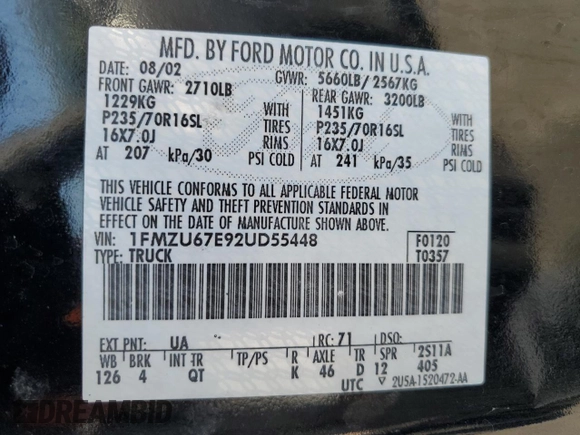 MFD. BY FORD MOTOR CO. IN U.S.A.
DATE: 08/02 GVWR: 5660LB/ 2567KG
FRONT GAWR: 2710LB REAR GAWR: 3200LB
1229KG WITH 1451KG WITH
P235/70R16SL TIRES P235/70R16SL TIRES
16X7.0J RIMS 16X7.0J RIMS
AT 207 kPa/30 PSI COLD AT 241 kPa/35 PSI COLD
THIS VEHICLE CONFORMS TO ALL APPLICABLE FEDERAL MOTOR
VEHICLE SAFETY AND THEFT PREVENTION STANDARDS IN
EFFECT ON THE DATE OF MANUFACTURE SHOWN ABOVE.
VIN: 1FMZU67E92UD55448 F0120
TYPE: TRUCK T0357
EXT PNT: UA RC: 71 DSO:
WB BRK INT TR TP/PS R AXLE TR SPR 2S11A
126 4 QT K 46 D 12 405
UTC 2U5A-1520472-AA
DREAMBID